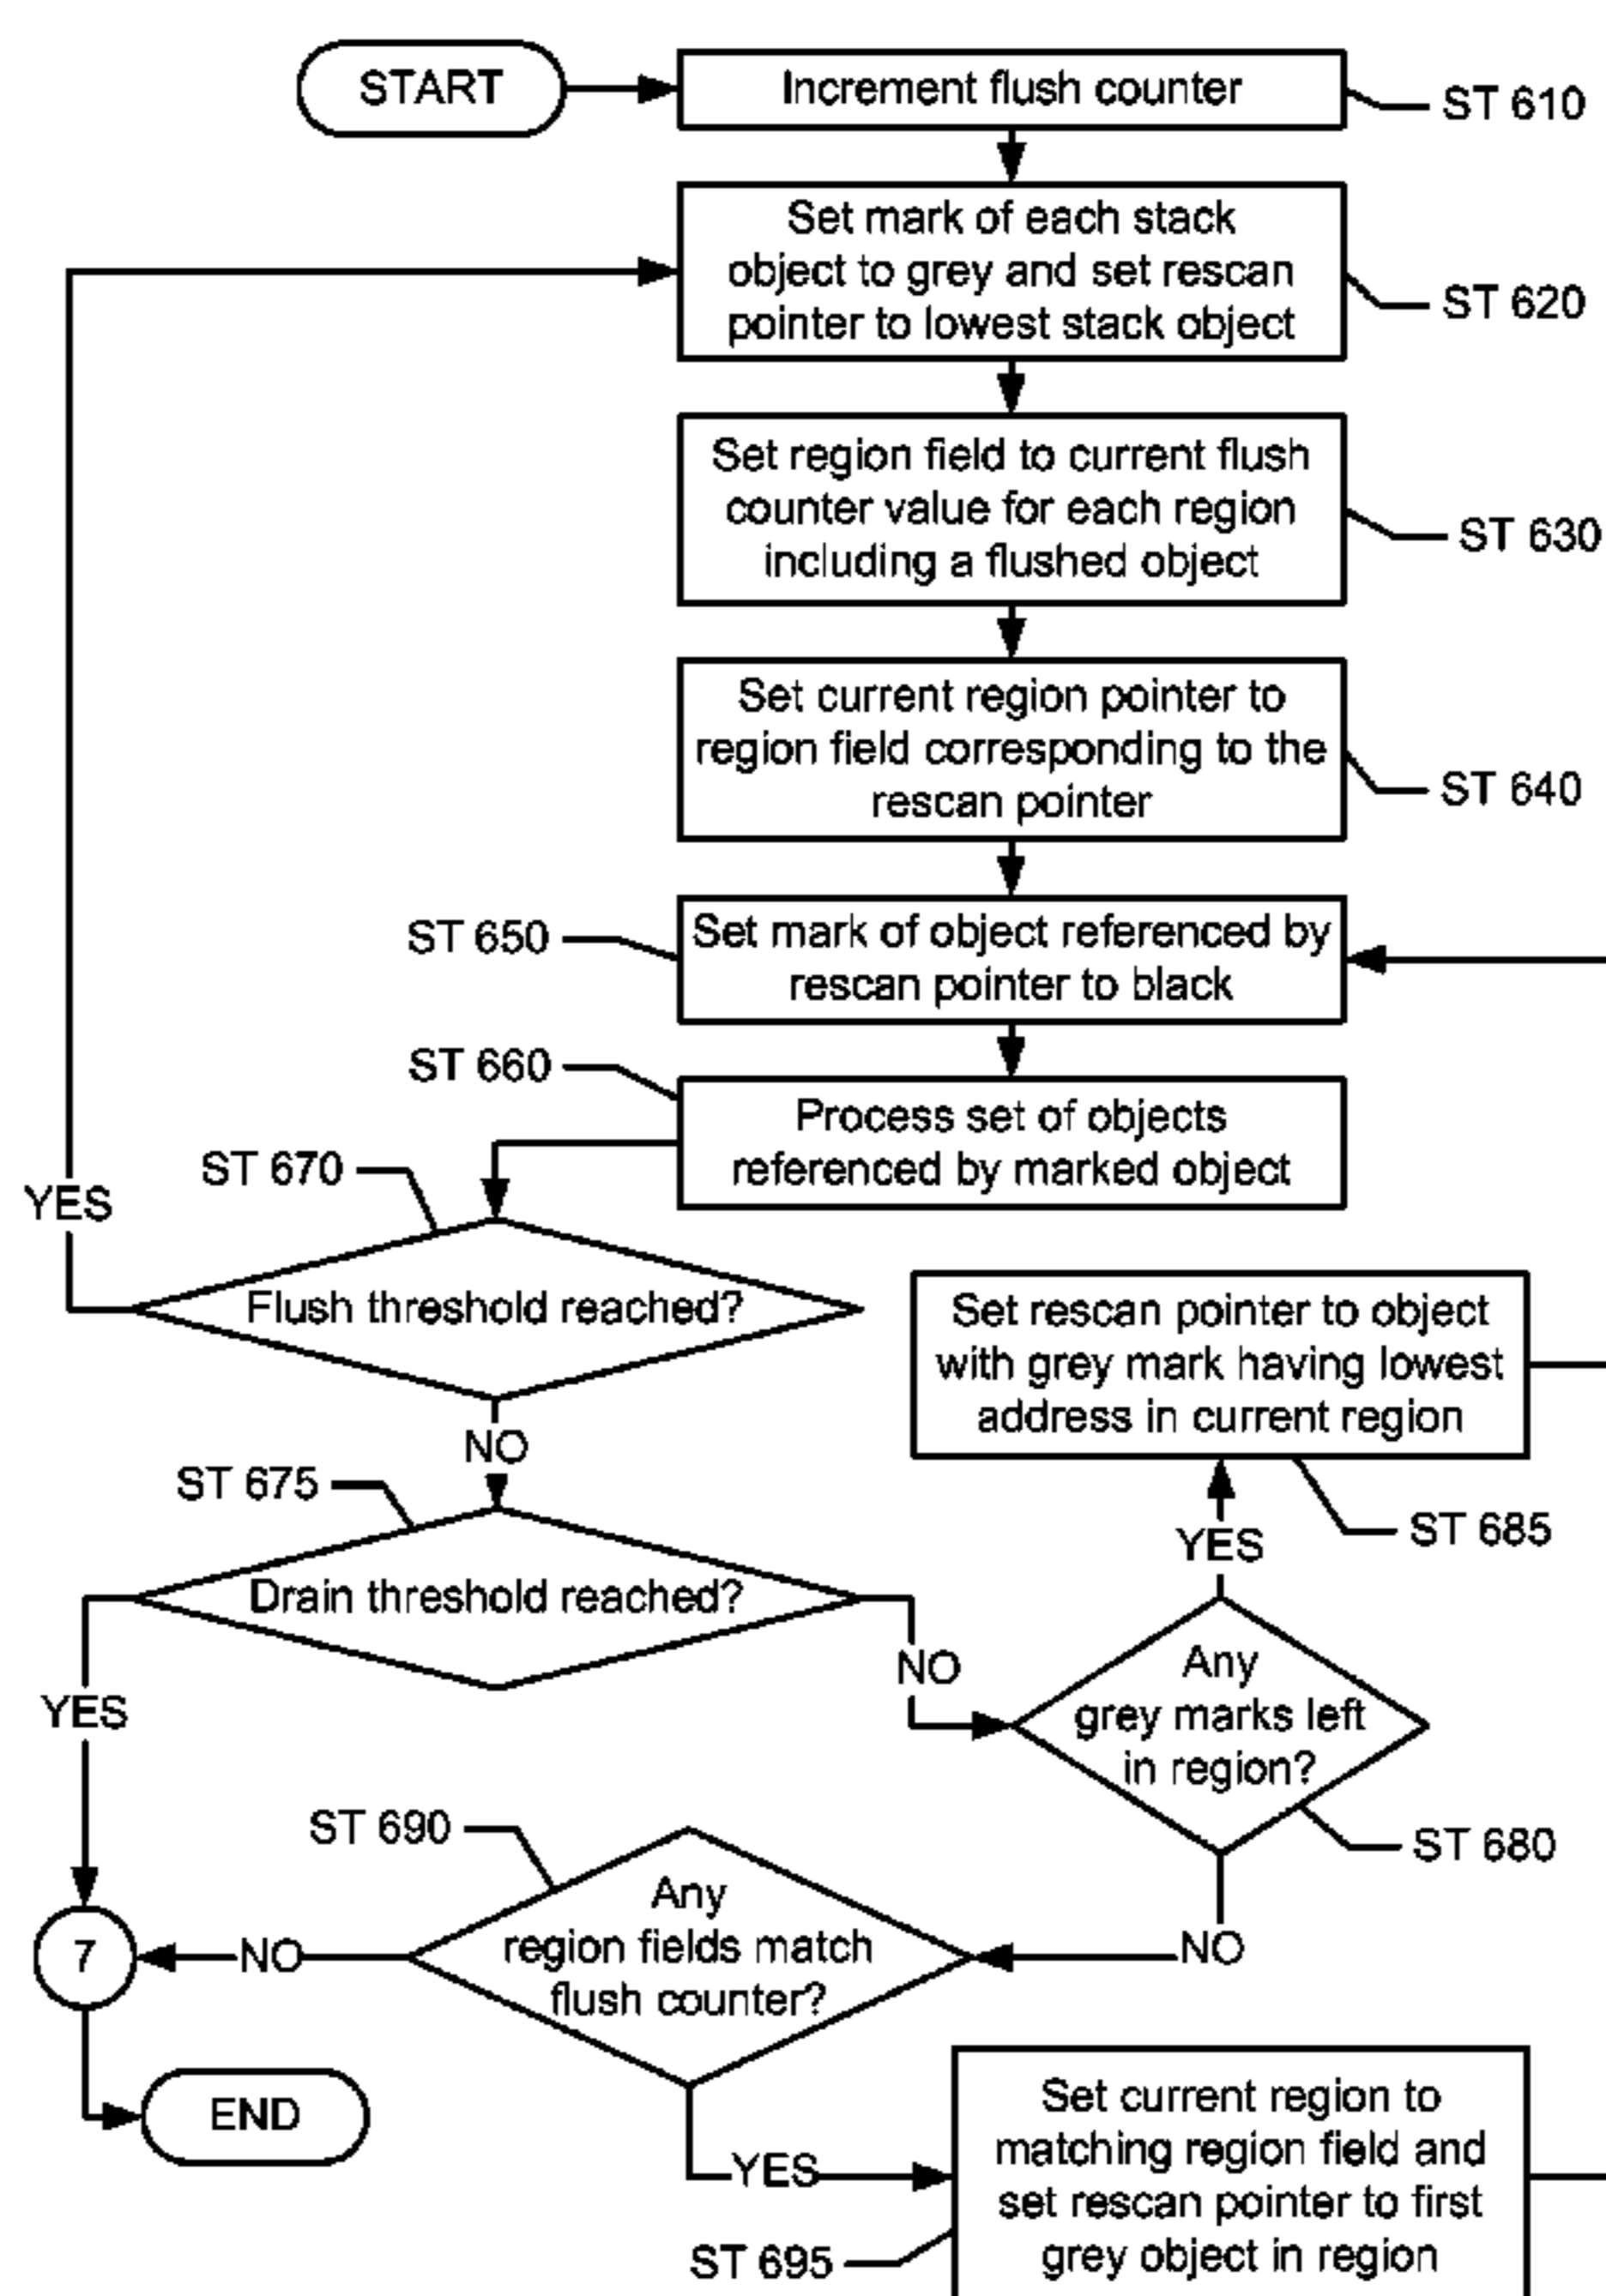 START
Increment flush counter
ST 610
Set mark of each stack
object to grey and set rescan
pointer to lowest stack object
ST 620
Set region field to current flush
counter value for each region
including a flushed object
ST 630
Set current region pointer to
region field corresponding to the
rescan pointer
ST 640
ST 650
Set mark of object referenced by
rescan pointer to black
ST 660
Process set of objects
referenced by marked object
ST 670
YES
Flush threshold reached?
Set rescan pointer to object
with grey mark having lowest
address in current region
NO
ST 675
ST 685
YES
Drain threshold reached?
NO
YES
Any
grey marks left
in region?
ST 690
ST 680
Any
region fields match
flush counter?
NO
NO
7
END
YES
Set current region to
matching region field and
set rescan pointer to first
grey object in region
ST 695